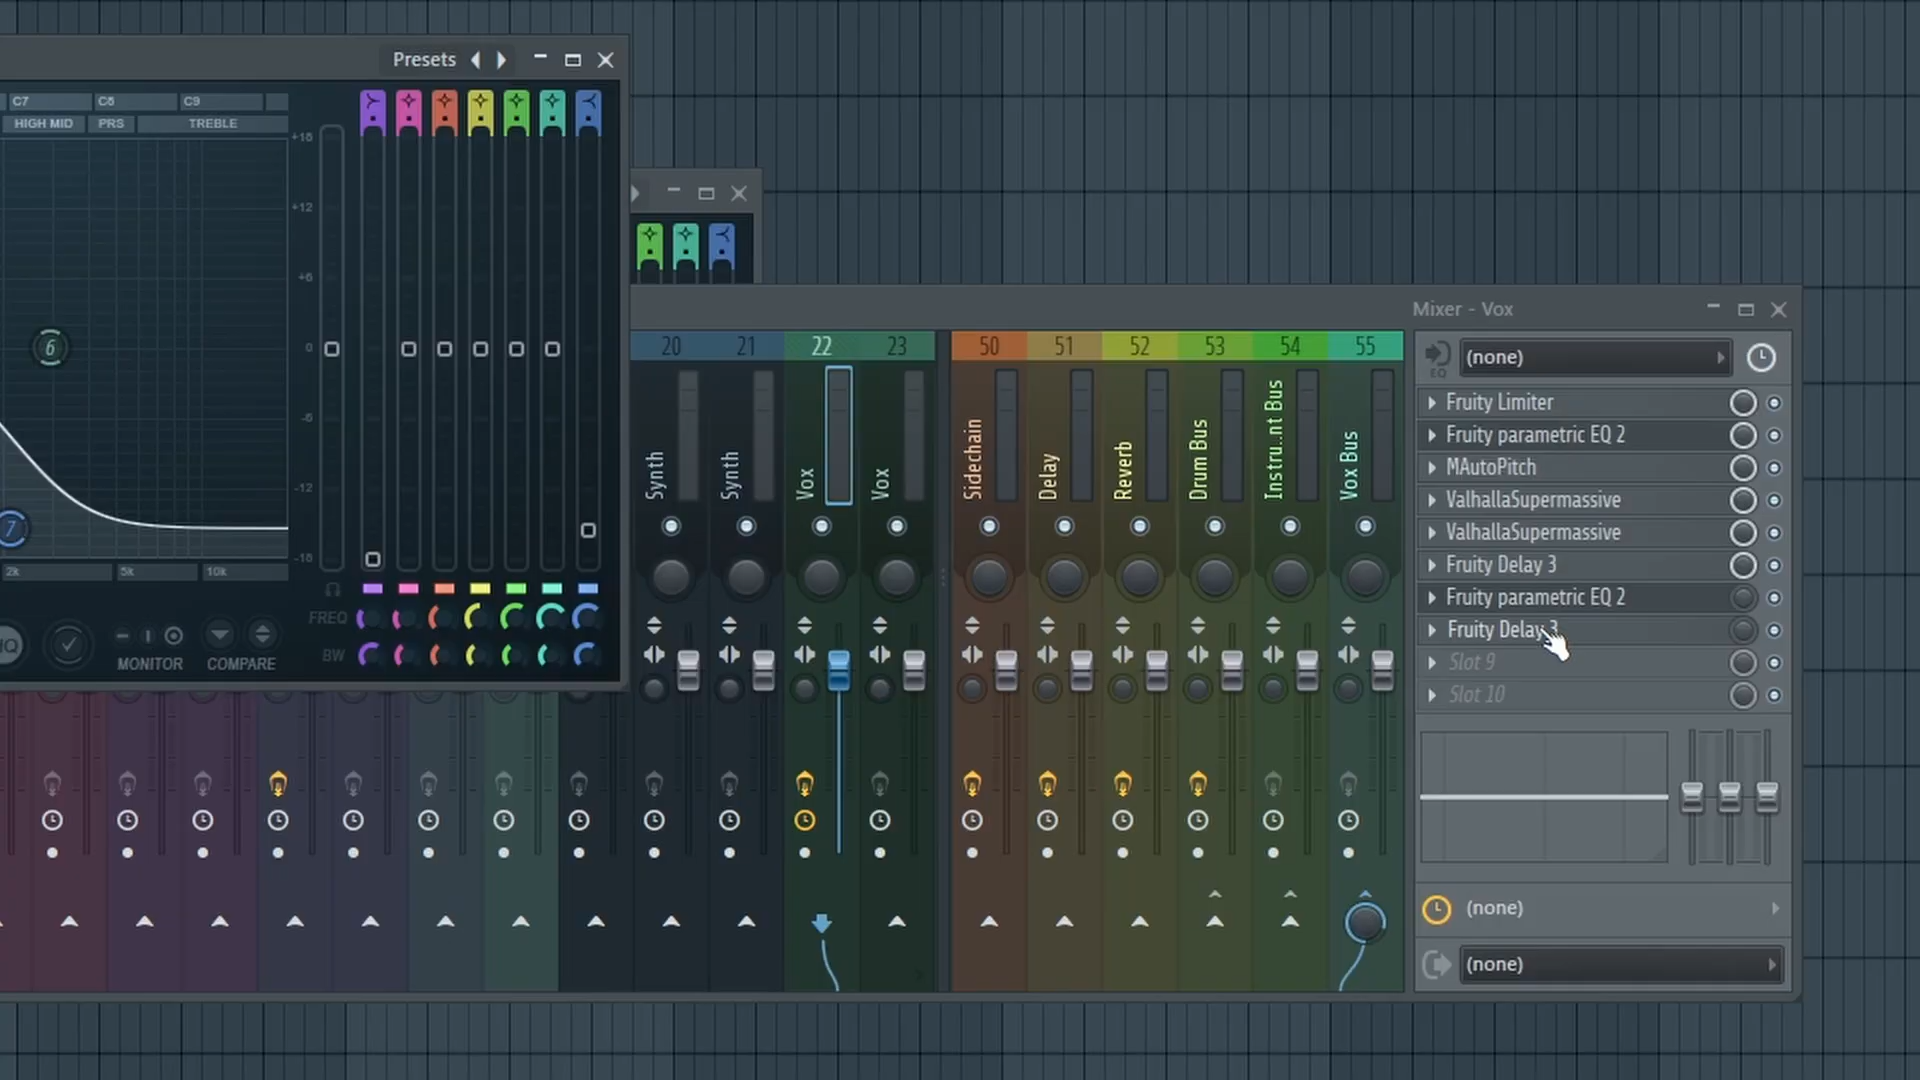 Presets
C7 C8 C9
HIGH MID PRS TREBLE
+18
+12
+6
0
-6
-12
-18
6
7
2k 5k 10k
FREQ
BW
HQ
MONITOR COMPARE
Mixer - Vox
20 21 22 23 50 51 52 53 54 55
Synth
Synth
Vox
Vox
Sidechain
Delay
Reverb
Drum Bus
Instru..nt Bus
Vox Bus
EQ
(none)
Fruity Limiter
Fruity parametric EQ 2
MAutoPitch
ValhallaSupermassive
ValhallaSupermassive
Fruity Delay 3
Fruity parametric EQ 2
Fruity Delay 3
Slot 9
Slot 10
(none)
(none)